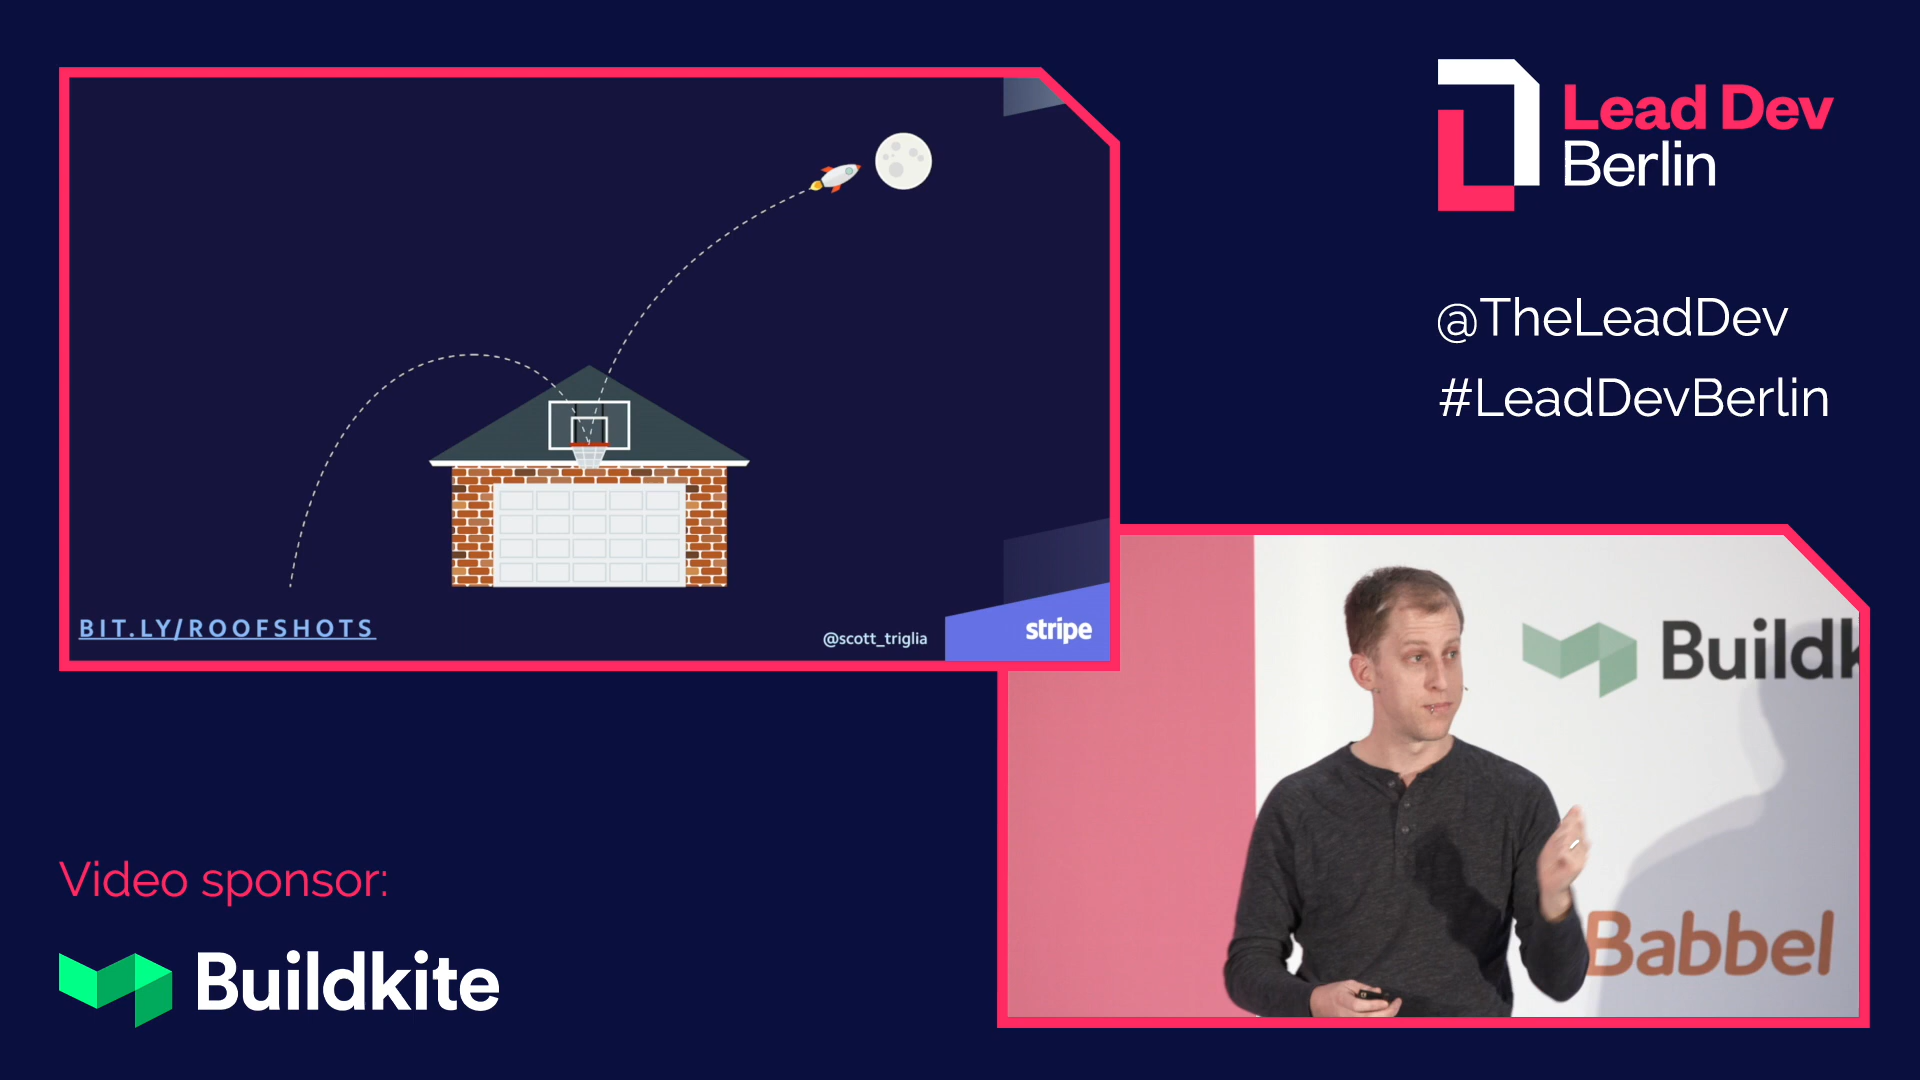 BIT.LY/ROOFSHOTS
@scott_triglia
stripe
Lead Dev
Berlin
@TheLeadDev
#LeadDevBerlin
Buildk
Babbel
Video sponsor:
Buildkite